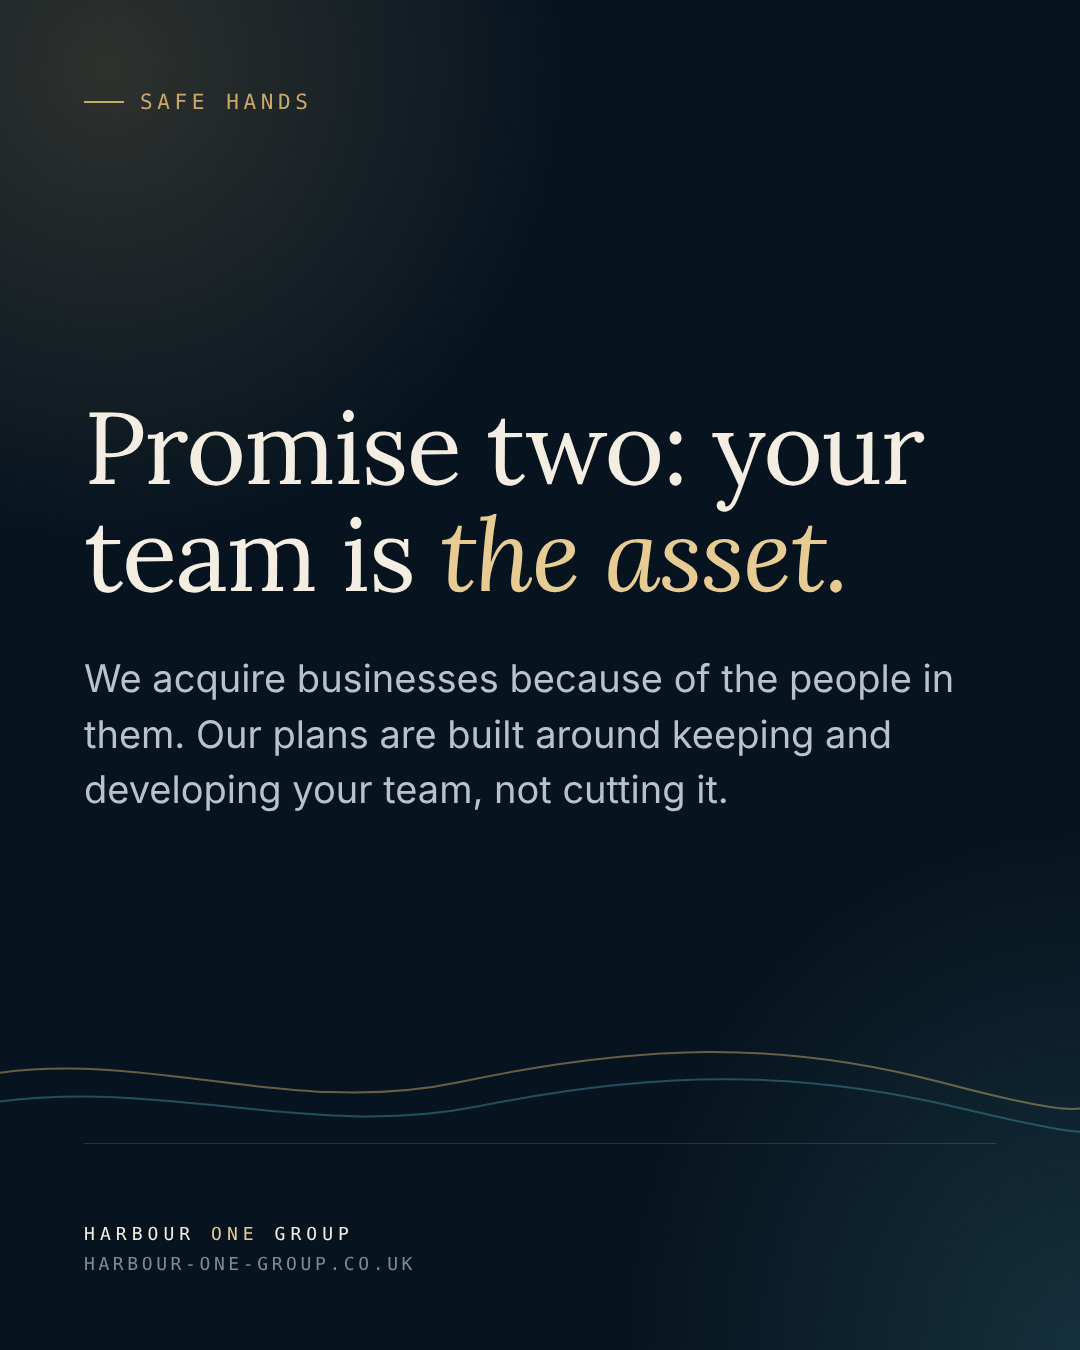 SAFE HANDS
Promise two: your
team is the asset.
We acquire businesses because of the people in
them. Our plans are built around keeping and
developing your team, not cutting it.
HARBOUR ONE GROUP
HARBOUR-ONE-GROUP.CO.UK